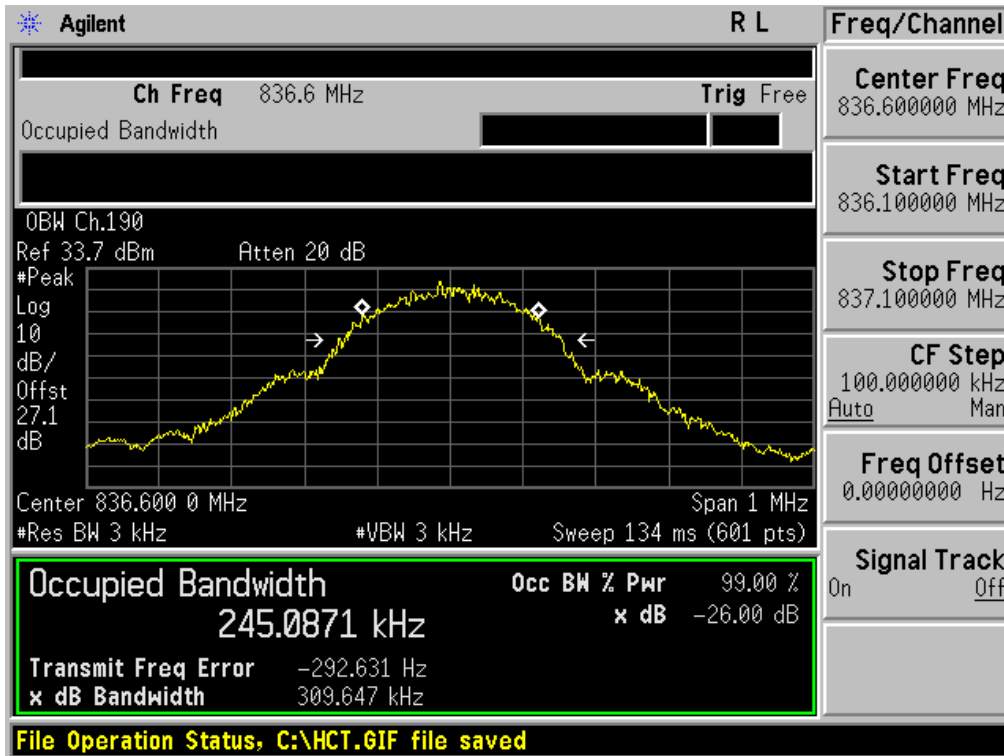 Agilent R L
Ch Freq 836.6 MHz Trig Free
Occupied Bandwidth
OBW Ch.190
Ref 33.7 dBm Atten 20 dB
#Peak
Log
10
dB/
Offst
27.1
dB
Center 836.600 0 MHz Span 1 MHz
#Res BW 3 kHz #VBW 3 kHz Sweep 134 ms (601 pts)
Occupied Bandwidth Occ BW % Pwr 99.00 %
245.0871 kHz x dB -26.00 dB
Transmit Freq Error -292.631 Hz
x dB Bandwidth 309.647 kHz
File Operation Status, C:\HCT.GIF file saved
Freq/Channel
Center Freq
836.600000 MHz
Start Freq
836.100000 MHz
Stop Freq
837.100000 MHz
CF Step
100.000000 kHz
Auto Man
Freq Offset
0.00000000 Hz
Signal Track
On Off